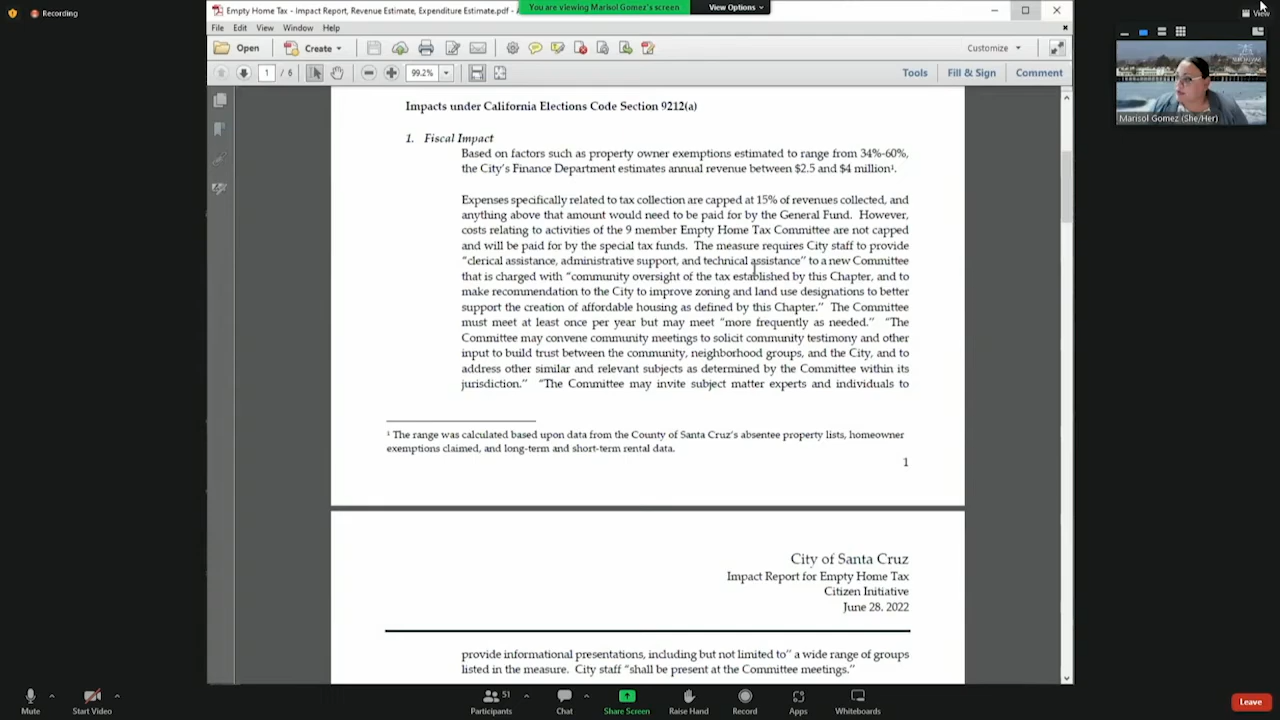 Recording
Empty Home Tax - Impact Report, Revenue Estimate, Expenditure Estimate.pdf -
You are viewing Marisol Gomez's screen
View Options
View
File Edit View Window Help
Open
Create
Customize
1 / 6
99.2%
Tools
Fill & Sign
Comment
Marisol Gomez (She/Her)
Impacts under California Elections Code Section 9212(a)
1. Fiscal Impact
Based on factors such as property owner exemptions estimated to range from 34%-60%,
the City's Finance Department estimates annual revenue between $2.5 and $4 million¹.
Expenses specifically related to tax collection are capped at 15% of revenues collected, and
anything above that amount would need to be paid for by the General Fund. However,
costs relating to activities of the 9 member Empty Home Tax Committee are not capped
and will be paid for by the special tax funds. The measure requires City staff to provide
"clerical assistance, administrative support, and technical assistance" to a new Committee
that is charged with "community oversight of the tax established by this Chapter, and to
make recommendation to the City to improve zoning and land use designations to better
support the creation of affordable housing as defined by this Chapter." The Committee
must meet at least once per year but may meet "more frequently as needed." "The
Committee may convene community meetings to solicit community testimony and other
input to build trust between the community, neighborhood groups, and the City, and to
address other similar and relevant subjects as determined by the Committee within its
jurisdiction." "The Committee may invite subject matter experts and individuals to
¹ The range was calculated based upon data from the County of Santa Cruz's absentee property lists, homeowner
exemptions claimed, and long-term and short-term rental data.
1
City of Santa Cruz
Impact Report for Empty Home Tax
Citizen Initiative
June 28, 2022
provide informational presentations, including but not limited to" a wide range of groups
listed in the measure. City staff "shall be present at the Committee meetings."
Mute
Start Video
51
Participants
Chat
Share Screen
Raise Hand
Record
Apps
Whiteboards
Leave